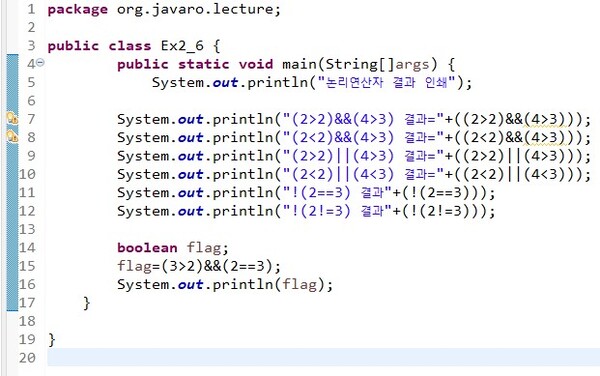 1 package org.javaro.lecture;
2
3 public class Ex2_6 {
4 public static void main(String[]args) {
5 System.out.println("논리연산자 결과 인쇄");
6
7 System.out.println("(2>2)&&(4>3) 결과="+((2>2)&&(4>3)));
8 System.out.println("(2<2)&&(4>3) 결과="+((2<2)&&(4>3)));
9 System.out.println("(2>2)||(4>3) 결과="+((2>2)||(4>3)));
10 System.out.println("(2<2)||(4<3) 결과="+((2<2)||(4<3)));
11 System.out.println("!(2==3) 결과"+(!(2==3)));
12 System.out.println("!(2!=3) 결과"+(!(2!=3)));
13
14 boolean flag;
15 flag=(3>2)&&(2==3);
16 System.out.println(flag);
17 }
18
19 }
20